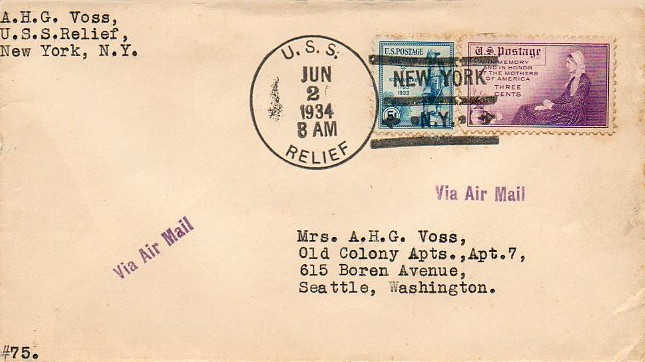 A.H.G. Voss,
U.S.S.Relief,
New York, N.Y.
U.S.S.
JUN
2
1934
8 AM
RELIEF
NEW YORK
N.Y.
U.S. POSTAGE
1933
U.S. Postage
IN MEMORY
AND IN HONOR
OF THE MOTHERS
OF AMERICA
THREE
CENTS
Via Air Mail
Via Air Mail
Mrs. A.H.G. Voss,
Old Colony Apts.,Apt.7,
615 Boren Avenue,
Seattle, Washington.
#75.